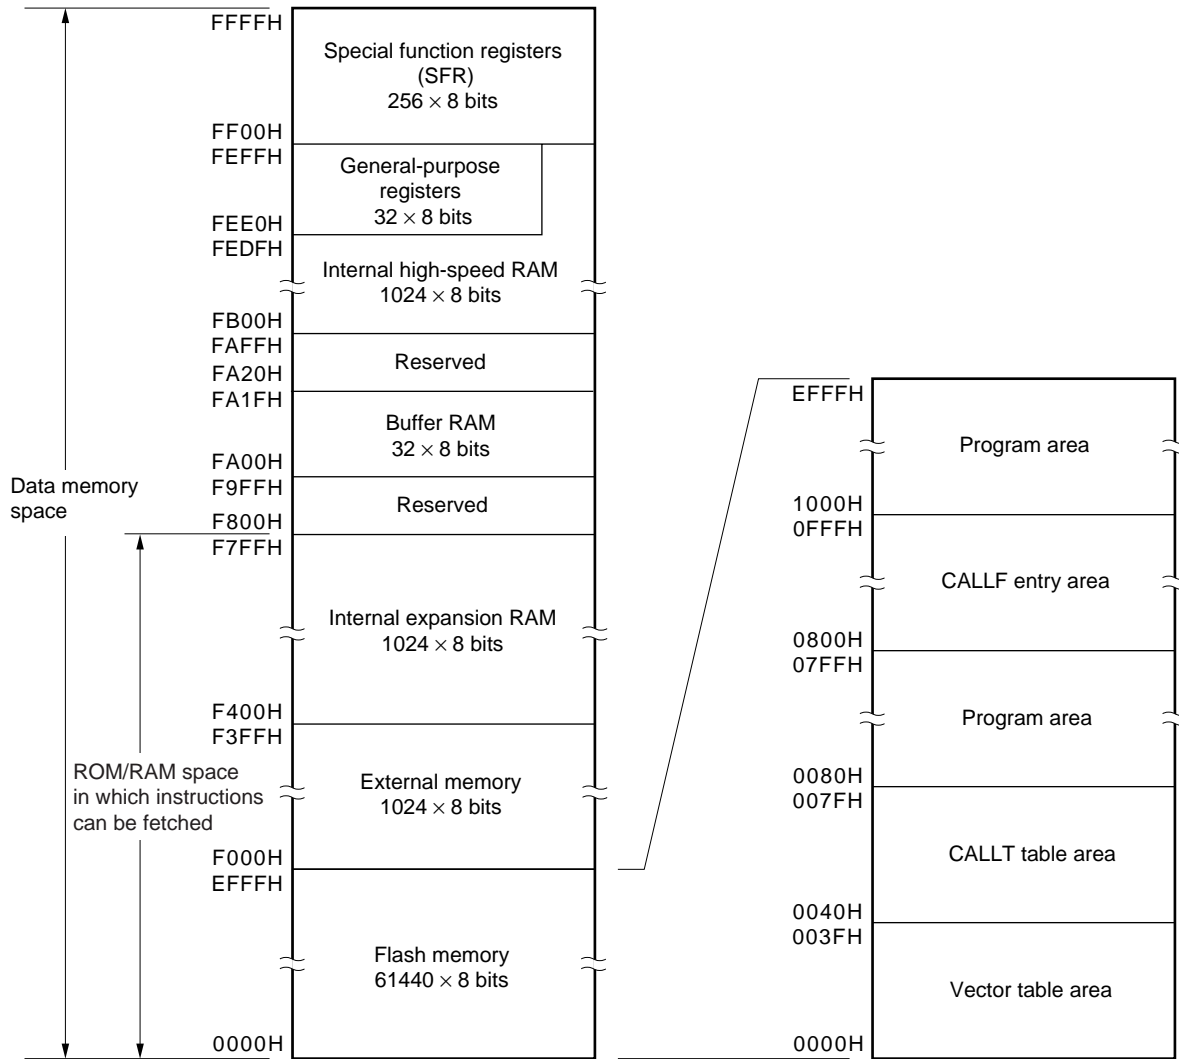 FFFFH
Special function registers
(SFR)
256 × 8 bits
FF00H
FEFFH
General-purpose
registers
32 × 8 bits
FEE0H
FEDFH
Internal high-speed RAM
1024 × 8 bits
FB00H
FAFFH
Reserved
FA20H
FA1FH
Buffer RAM
32 × 8 bits
FA00H
F9FFH
Reserved
F800H
F7FFH
Data memory
space
Internal expansion RAM
1024 × 8 bits
F400H
F3FFH
ROM/RAM space
in which instructions
can be fetched
External memory
1024 × 8 bits
F000H
EFFFH
Flash memory
61440 × 8 bits
0000H
EFFFH
Program area
1000H
0FFFH
CALLF entry area
0800H
07FFH
Program area
0080H
007FH
CALLT table area
0040H
003FH
Vector table area
0000H